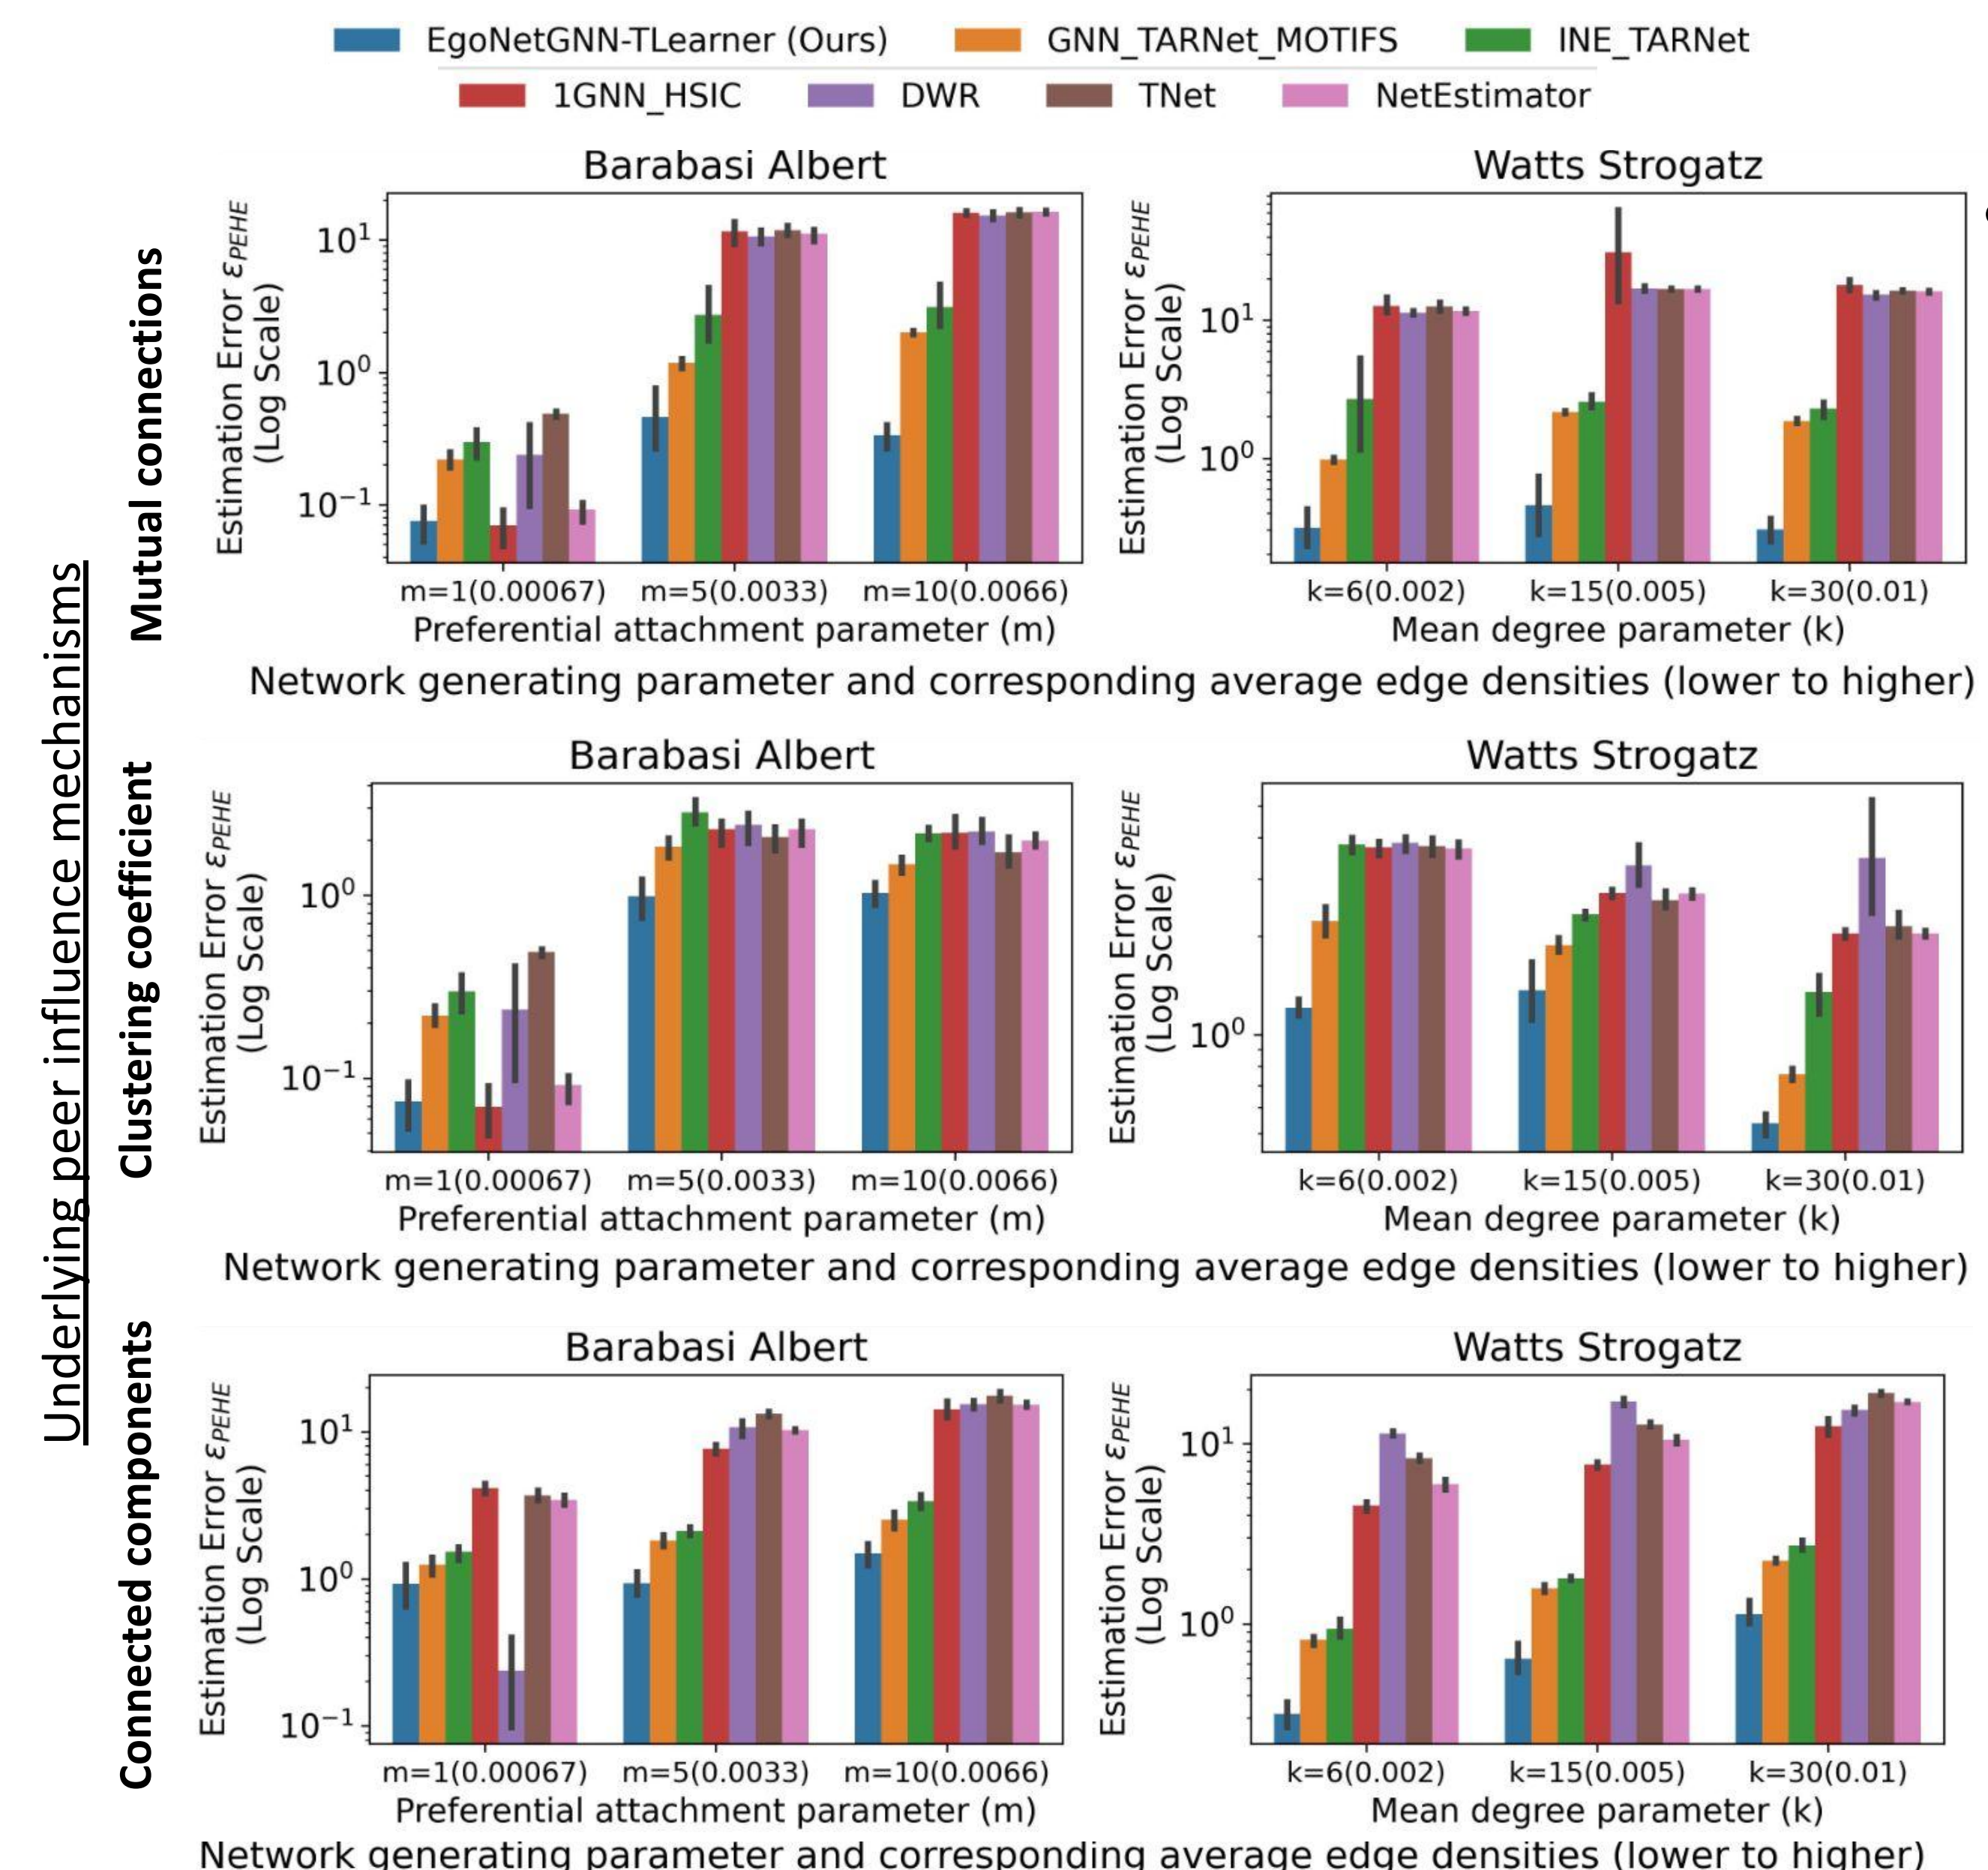 EgoNetGNN-TLearner (Ours) GNN_TARNet_MOTIFS INE_TARNet
1GNN_HSIC DWR TNet NetEstimator
Underlying peer influence mechanisms
Mutual connections
Barabasi Albert
Estimation Error εPEHE
(Log Scale)
10¹
10⁰
10⁻¹
m=1(0.00067) m=5(0.0033) m=10(0.0066)
Preferential attachment parameter (m)
Watts Strogatz
Estimation Error εPEHE
(Log Scale)
10¹
10⁰
k=6(0.002) k=15(0.005) k=30(0.01)
Mean degree parameter (k)
Network generating parameter and corresponding average edge densities (lower to higher)
Clustering coefficient
Barabasi Albert
Estimation Error εPEHE
(Log Scale)
10⁰
10⁻¹
m=1(0.00067) m=5(0.0033) m=10(0.0066)
Preferential attachment parameter (m)
Watts Strogatz
Estimation Error εPEHE
(Log Scale)
10⁰
k=6(0.002) k=15(0.005) k=30(0.01)
Mean degree parameter (k)
Network generating parameter and corresponding average edge densities (lower to higher)
Connected components
Barabasi Albert
Estimation Error εPEHE
(Log Scale)
10¹
10⁰
10⁻¹
m=1(0.00067) m=5(0.0033) m=10(0.0066)
Preferential attachment parameter (m)
Watts Strogatz
Estimation Error εPEHE
(Log Scale)
10¹
10⁰
k=6(0.002) k=15(0.005) k=30(0.01)
Mean degree parameter (k)
Network generating parameter and corresponding average edge densities (lower to higher)